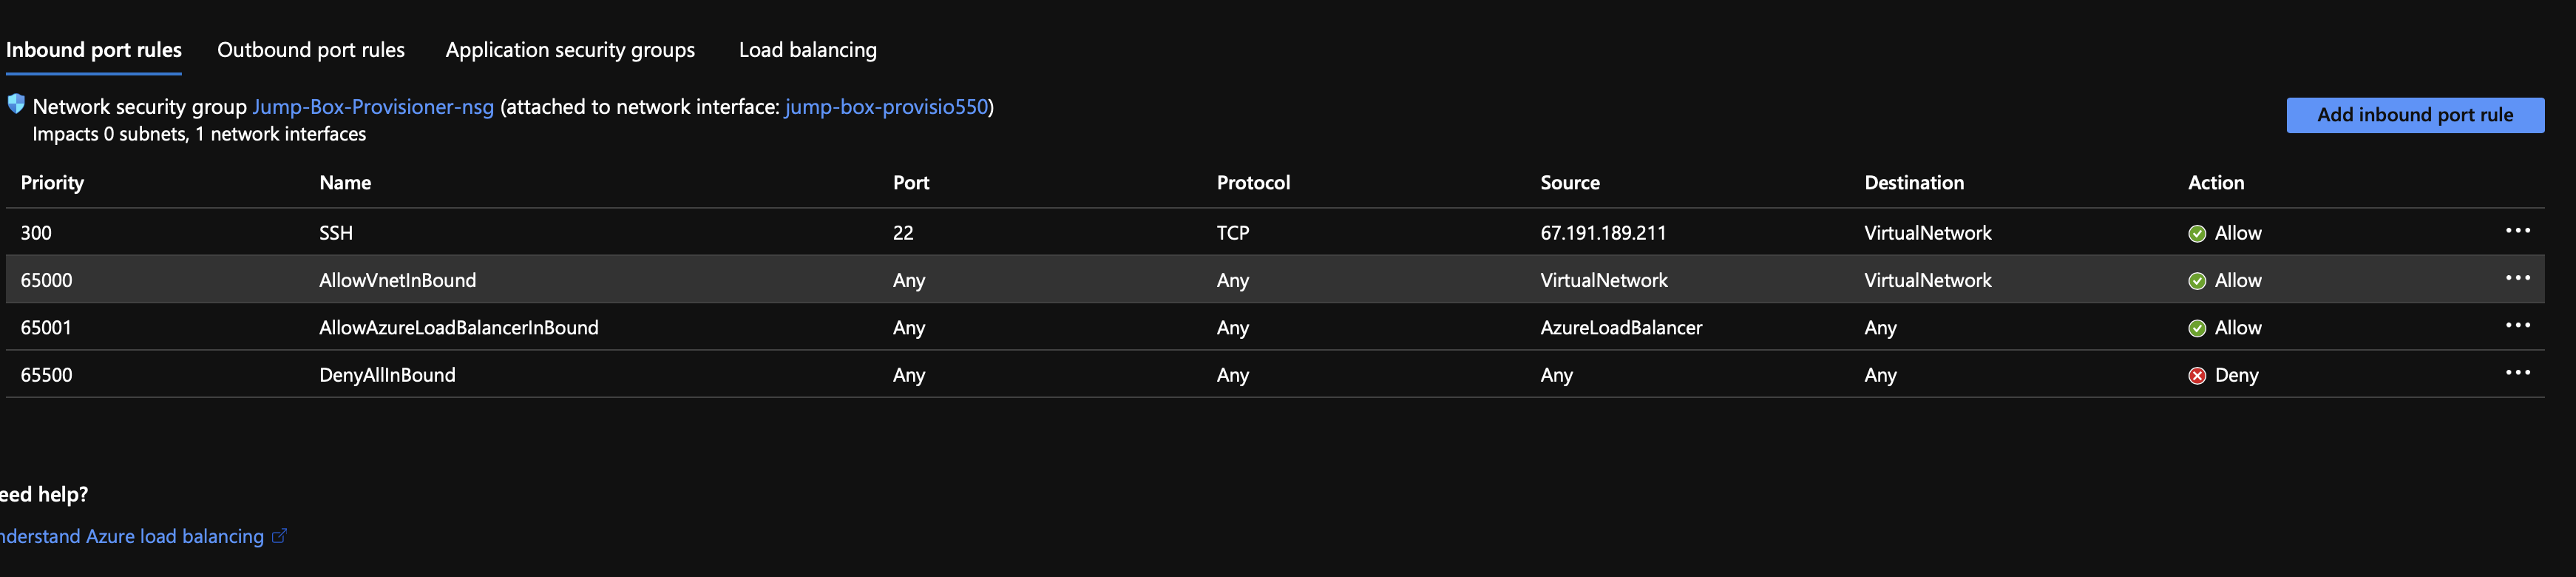 Inbound port rules Outbound port rules Application security groups Load balancing
Network security group Jump-Box-Provisioner-nsg (attached to network interface: jump-box-provisio550)
Impacts 0 subnets, 1 network interfaces
Add inbound port rule
Priority Name Port Protocol Source Destination Action
300 SSH 22 TCP 67.191.189.211 VirtualNetwork Allow
65000 AllowVnetInBound Any Any VirtualNetwork VirtualNetwork Allow
65001 AllowAzureLoadBalancerInBound Any Any AzureLoadBalancer Any Allow
65500 DenyAllInBound Any Any Any Any Deny
eed help?
nderstand Azure load balancing